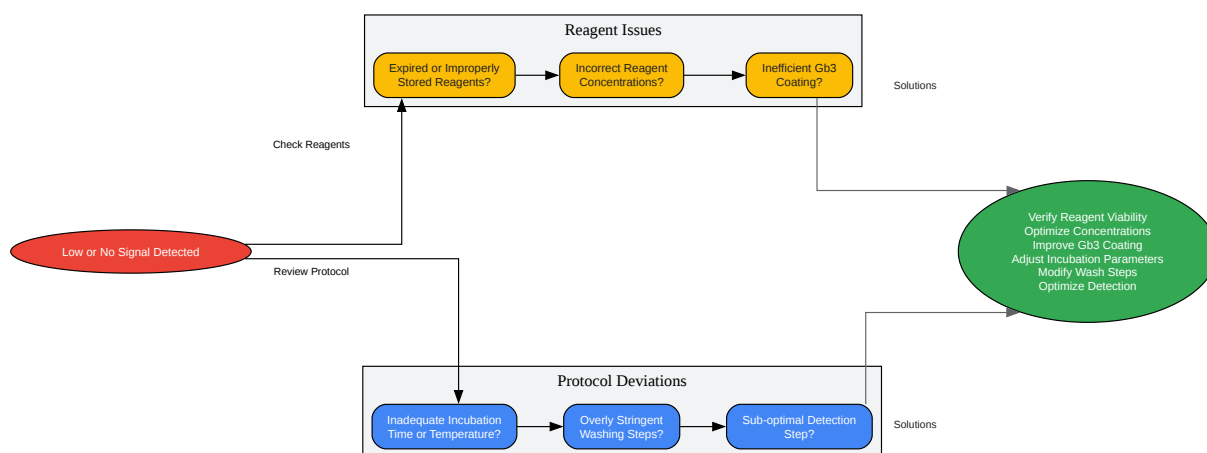 Reagent Issues
Expired or Improperly
Stored Reagents?
Incorrect Reagent
Concentrations?
Inefficient Gb3
Coating?
Solutions
Check Reagents
Low or No Signal Detected
Review Protocol
Verify Reagent Viability
Optimize Concentrations
Improve Gb3 Coating
Adjust Incubation Parameters
Modify Wash Steps
Optimize Detection
Protocol Deviations
Inadequate Incubation
Time or Temperature?
Overly Stringent
Washing Steps?
Sub-optimal Detection
Step?
Solutions